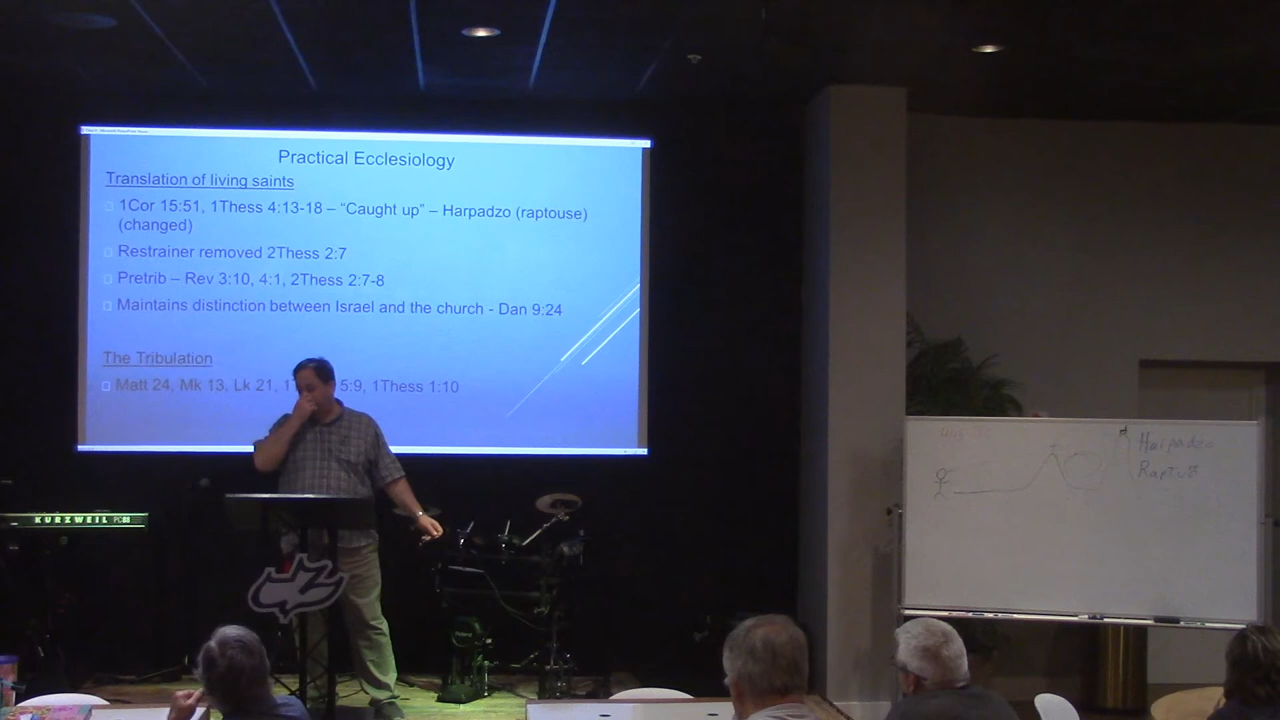 Practical Ecclesiology
Translation of living saints
1Cor 15:51, 1Thess 4:13-18 – “Caught up” – Harpadzo (raptouse)
(changed)
Restrainer removed 2Thess 2:7
Pretrib – Rev 3:10, 4:1, 2Thess 2:7-8
Maintains distinction between Israel and the church - Dan 9:24
The Tribulation
Matt 24, Mk 13, Lk 21, 5:9, 1Thess 1:10
KURZWEIL PC88
Harpadzo